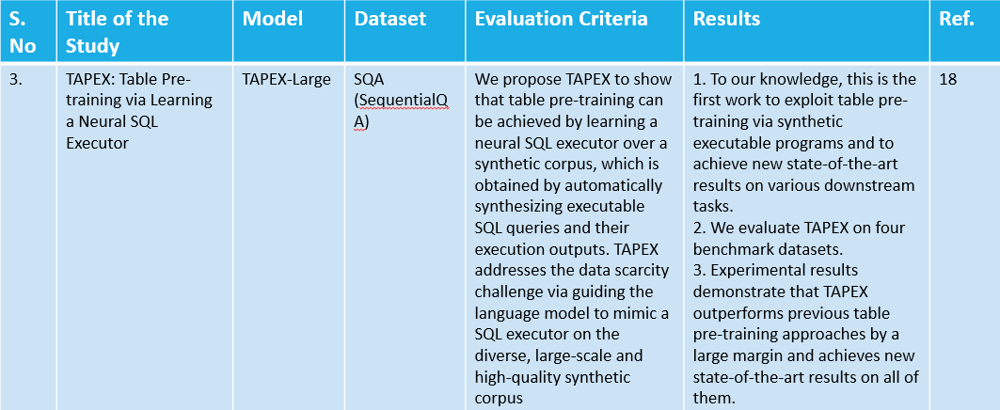 S. No
Title of the Study
Model
Dataset
Evaluation Criteria
Results
Ref.
3.
TAPEX: Table Pre-
training via Learning
a Neural SQL
Executor
TAPEX-Large
SQA
(SequentialQ
A)
We propose TAPEX to show
that table pre-training can
be achieved by learning a
neural SQL executor over a
synthetic corpus, which is
obtained by automatically
synthesizing executable
SQL queries and their
execution outputs. TAPEX
addresses the data scarcity
challenge via guiding the
language model to mimic a
SQL executor on the
diverse, large-scale and
high-quality synthetic
corpus
1. To our knowledge, this is the
first work to exploit table pre-
training via synthetic
executable programs and to
achieve new state-of-the-art
results on various downstream
tasks.
2. We evaluate TAPEX on four
benchmark datasets.
3. Experimental results
demonstrate that TAPEX
outperforms previous table
pre-training approaches by a
large margin and achieves new
state-of-the-art results on all of
them.
18